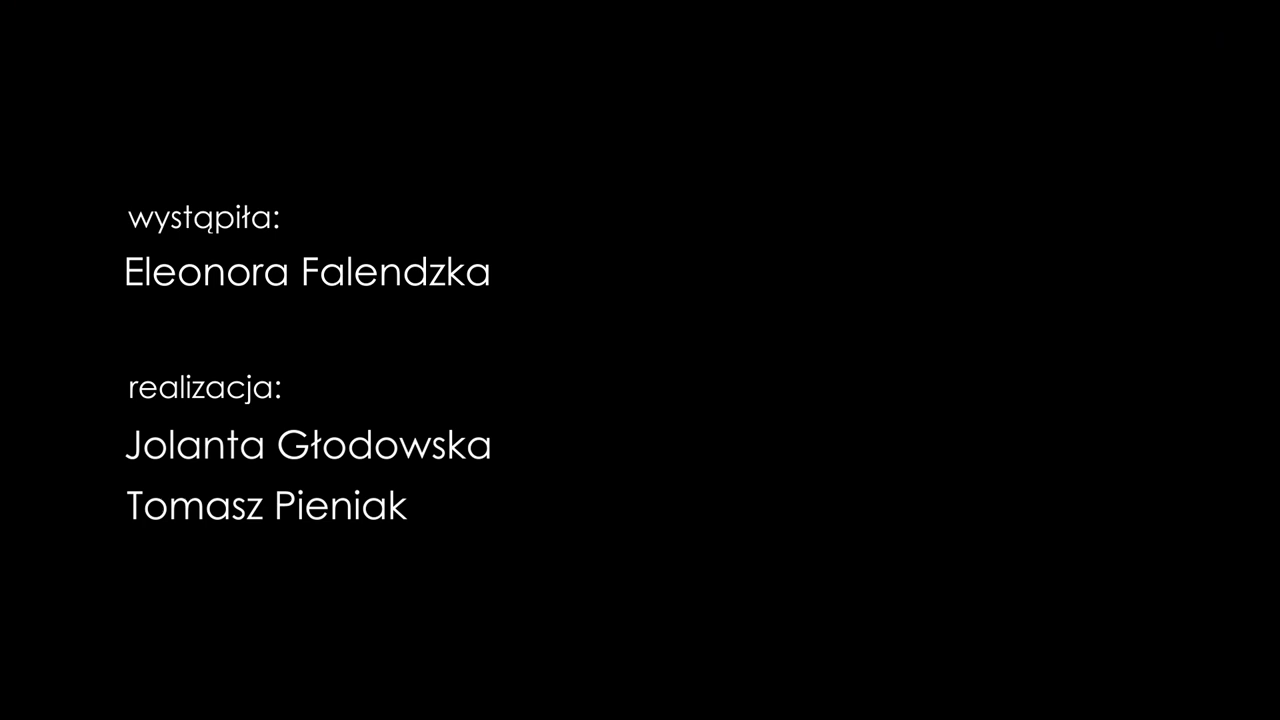 wystąpiła:
Eleonora Falendzka
realizacja:
Jolanta Głodowska
Tomasz Pieniak